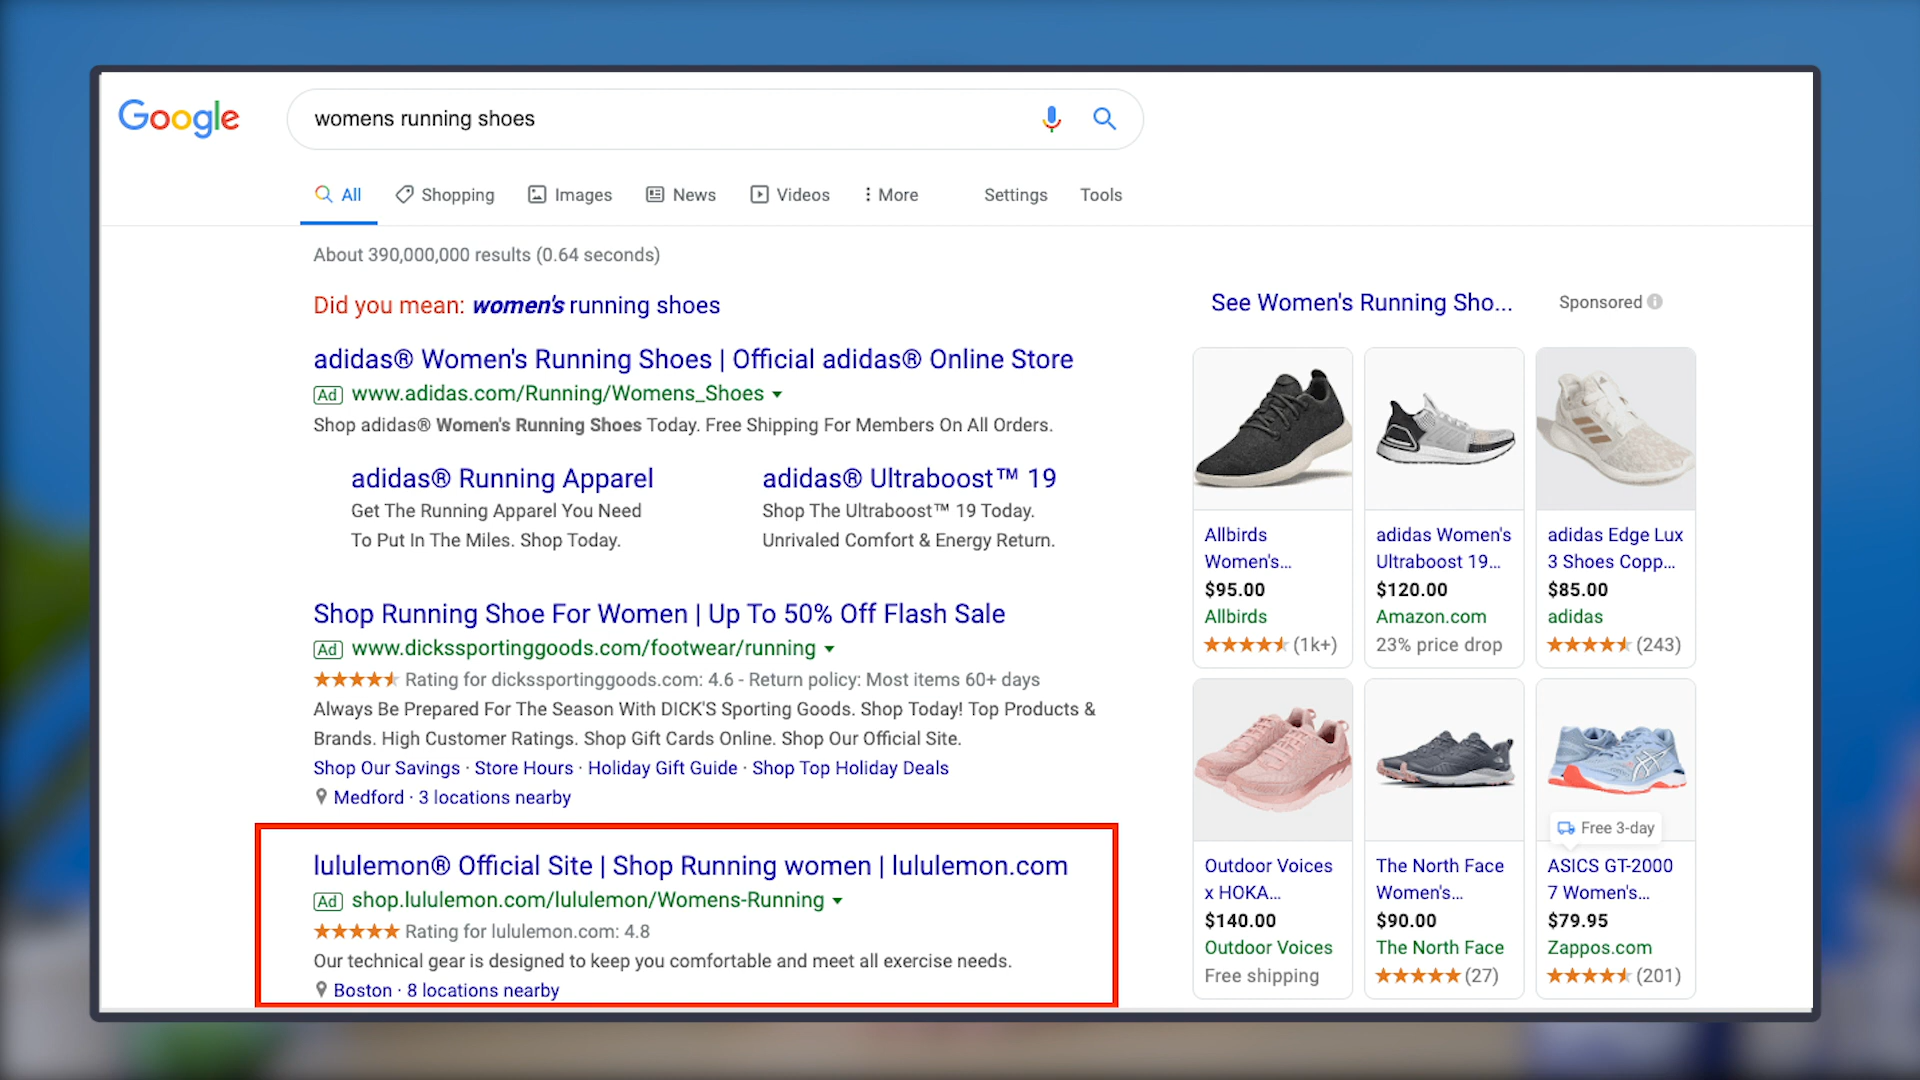 Google
womens running shoes
All
Shopping
Images
News
Videos
More
Settings
Tools
About 390,000,000 results (0.64 seconds)
Did you mean: women's running shoes
adidas® Women's Running Shoes | Official adidas® Online Store
Ad www.adidas.com/Running/Womens_Shoes
Shop adidas® Women's Running Shoes Today. Free Shipping For Members On All Orders.
adidas® Running Apparel
Get The Running Apparel You Need
To Put In The Miles. Shop Today.
adidas® Ultraboost™ 19
Shop The Ultraboost™ 19 Today.
Unrivaled Comfort & Energy Return.
Shop Running Shoe For Women | Up To 50% Off Flash Sale
Ad www.dickssportinggoods.com/footwear/running
Rating for dickssportinggoods.com: 4.6 - Return policy: Most items 60+ days
Always Be Prepared For The Season With DICK'S Sporting Goods. Shop Today! Top Products &
Brands. High Customer Ratings. Shop Gift Cards Online. Shop Our Official Site.
Shop Our Savings · Store Hours · Holiday Gift Guide · Shop Top Holiday Deals
Medford · 3 locations nearby
lululemon® Official Site | Shop Running women | lululemon.com
Ad shop.lululemon.com/lululemon/Womens-Running
Rating for lululemon.com: 4.8
Our technical gear is designed to keep you comfortable and meet all exercise needs.
Boston · 8 locations nearby
See Women's Running Sho...
Sponsored
Allbirds
Women's...
$95.00
Allbirds
(1k+)
adidas Women's
Ultraboost 19...
$120.00
Amazon.com
23% price drop
adidas Edge Lux
3 Shoes Copp...
$85.00
adidas
(243)
Outdoor Voices
x HOKA...
$140.00
Outdoor Voices
Free shipping
The North Face
Women's...
$90.00
The North Face
(27)
Free 3-day
ASICS GT-2000
7 Women's...
$79.95
Zappos.com
(201)